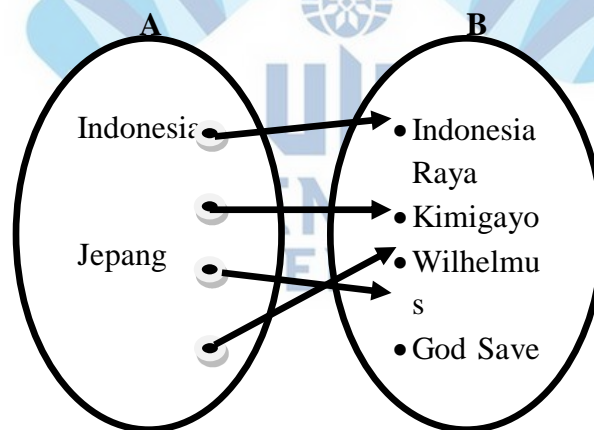 A B
Indonesia
Indonesia
Raya
Kimigayo
Jepang
Wilhelmu
s
God Save